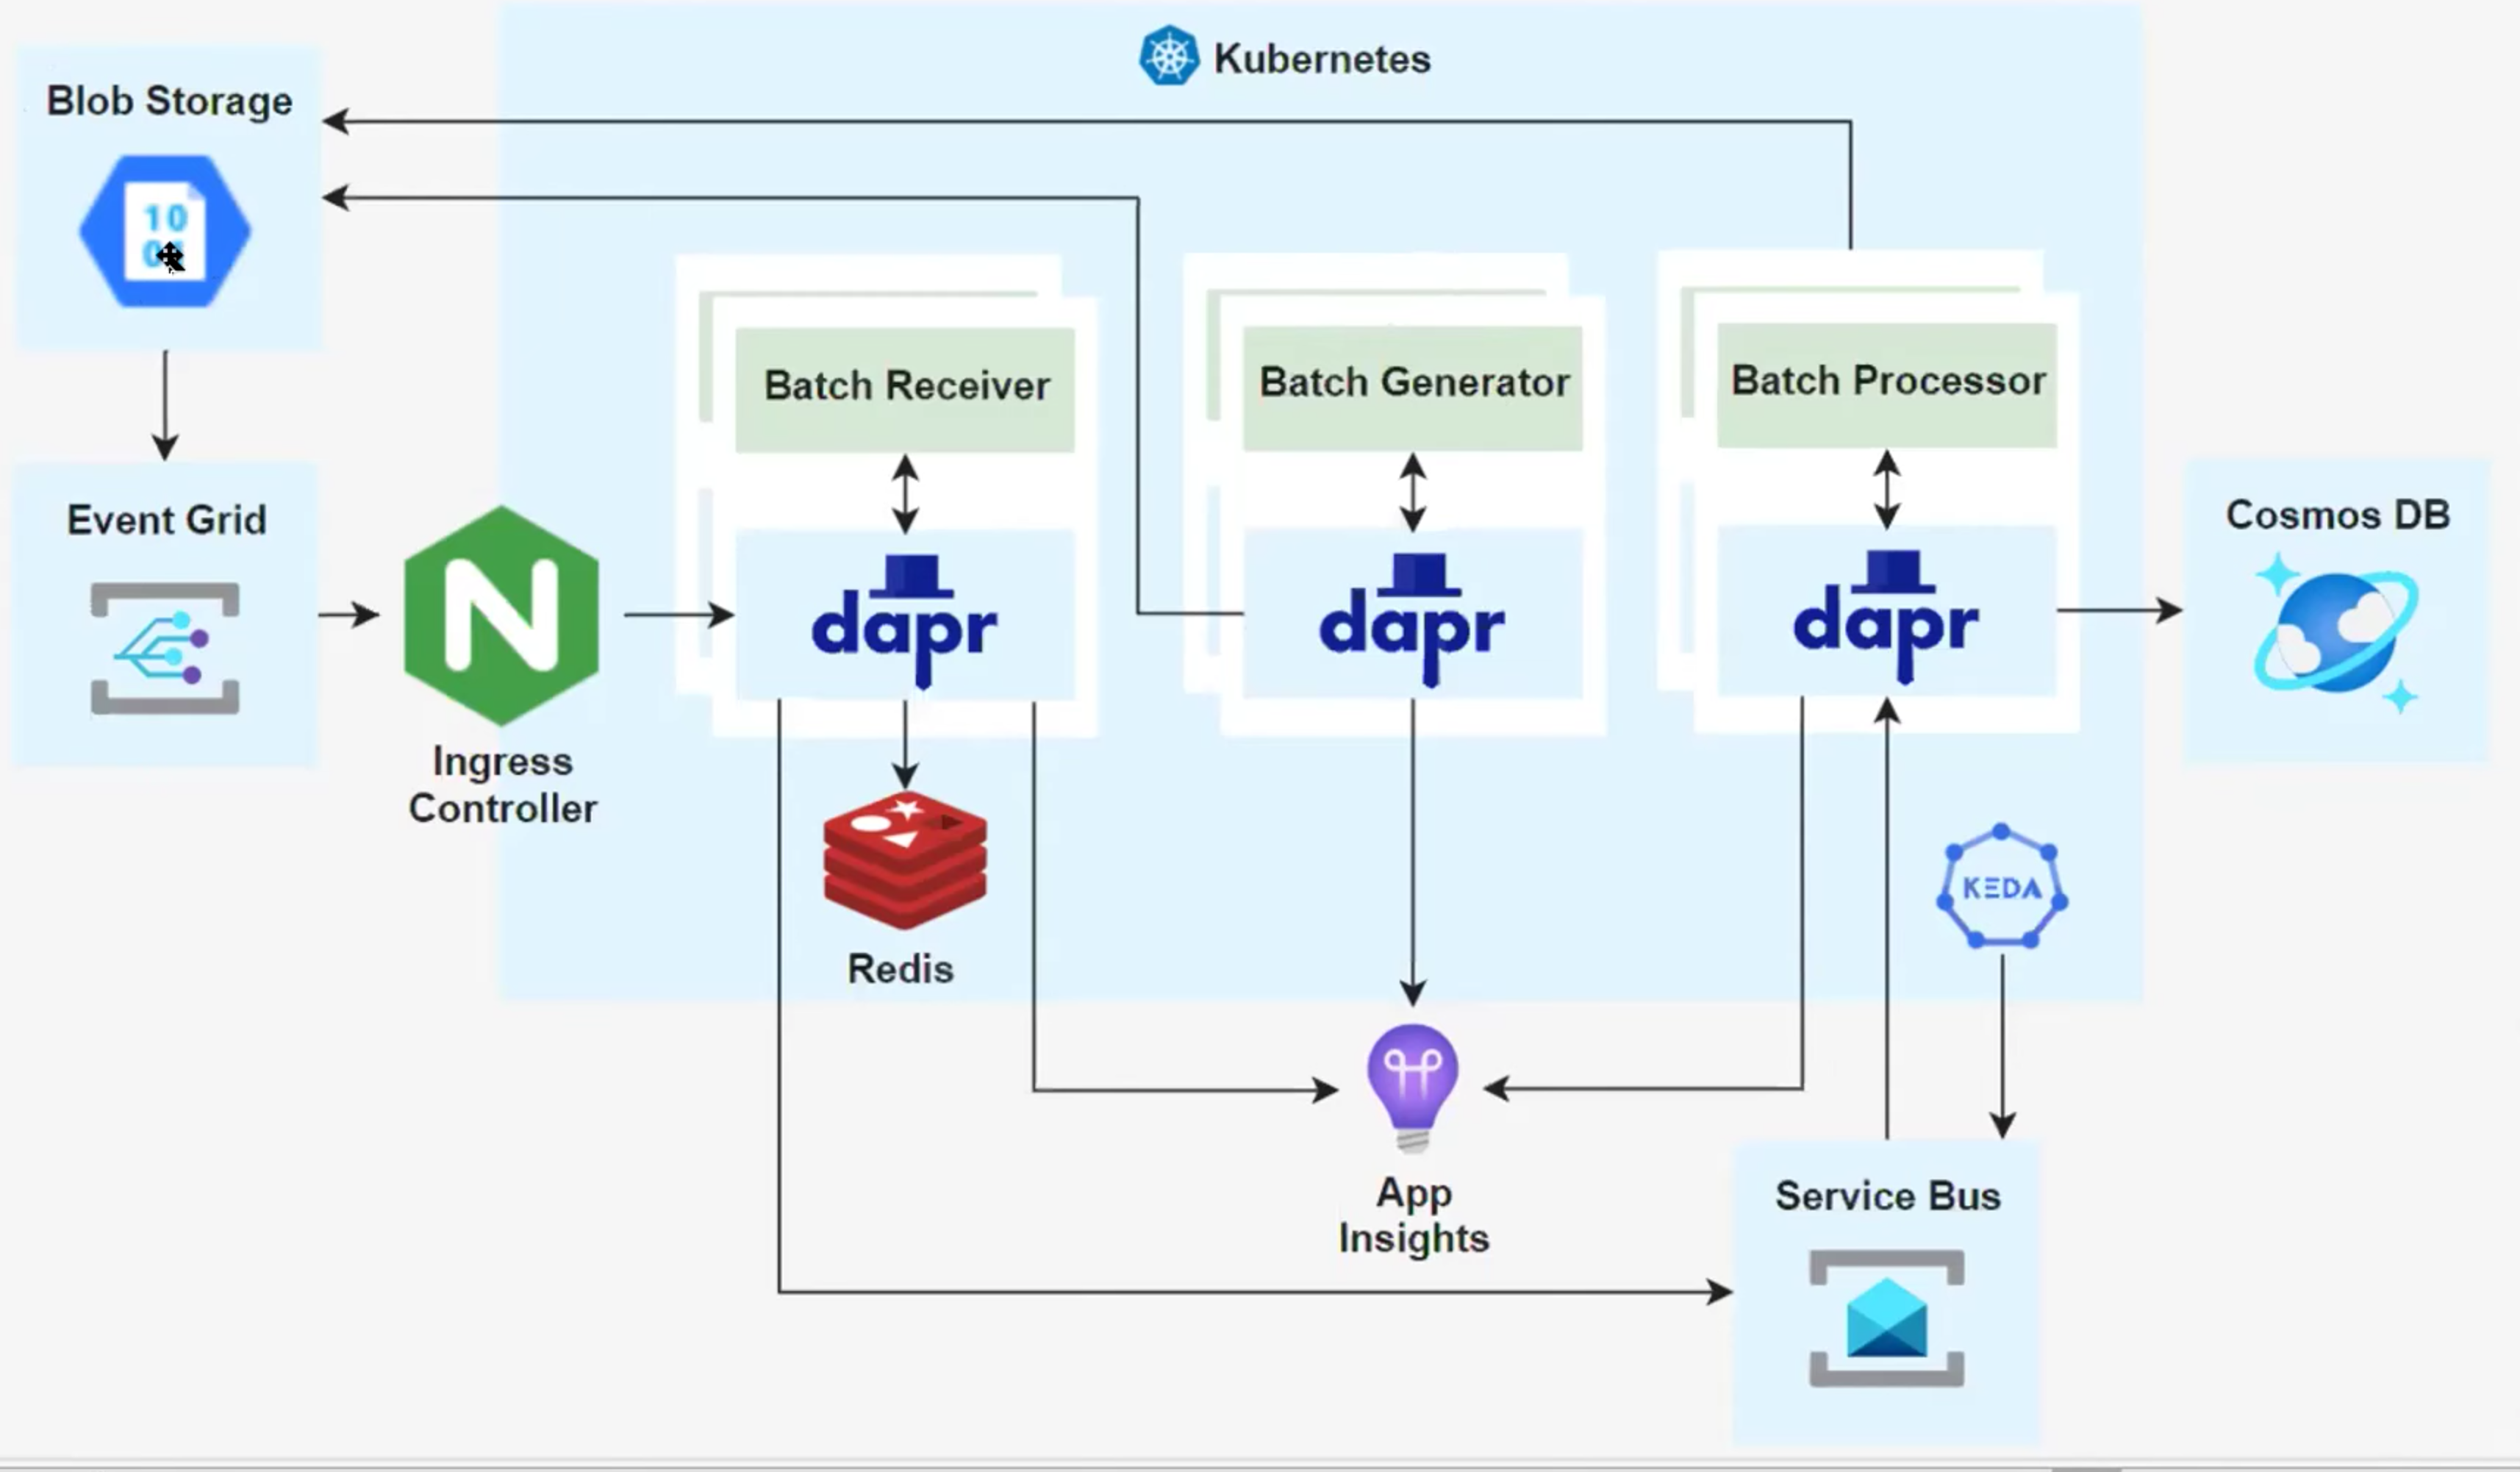 Kubernetes
Blob Storage
10
Batch Receiver
Batch Generator
Batch Processor
Event Grid
Cosmos DB
N
dapr
dapr
dapr
Ingress
Controller
KEDA
Redis
App
Insights
Service Bus